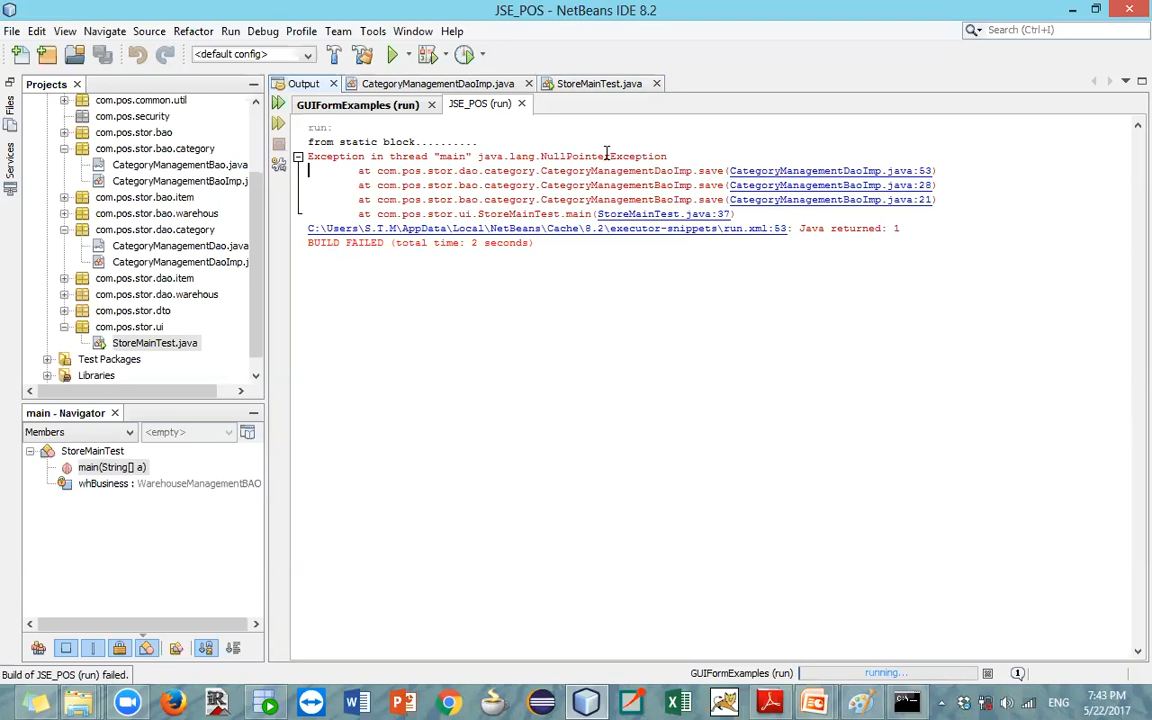 JSE_POS - NetBeans IDE 8.2
File Edit View Navigate Source Refactor Run Debug Profile Team Tools Window Help
Search (Ctrl+I)
<default config>
Projects
Output
CategoryManagementDaoImp.java
StoreMainTest.java
Files
Services
com.pos.common.util
com.pos.security
com.pos.stor.bao
com.pos.stor.bao.category
CategoryManagementBao.java
CategoryManagementBaoImp.j
com.pos.stor.bao.item
com.pos.stor.bao.warehous
com.pos.stor.dao.category
CategoryManagementDao.java
CategoryManagementDaoImp.j
com.pos.stor.dao.item
com.pos.stor.dao.warehous
com.pos.stor.dto
com.pos.stor.ui
StoreMainTest.java
Test Packages
Libraries
GUIFormExamples (run)
JSE_POS (run)
run:
from static block..........
Exception in thread "main" java.lang.NullPointerException
at com.pos.stor.dao.category.CategoryManagementDaoImp.save(CategoryManagementDaoImp.java:53)
at com.pos.stor.bao.category.CategoryManagementBaoImp.save(CategoryManagementBaoImp.java:28)
at com.pos.stor.bao.category.CategoryManagementBaoImp.save(CategoryManagementBaoImp.java:21)
at com.pos.stor.ui.StoreMainTest.main(StoreMainTest.java:37)
C:\Users\S.T.M\AppData\Local\NetBeans\Cache\8.2\executor-snippets\run.xml:53: Java returned: 1
BUILD FAILED (total time: 2 seconds)
main - Navigator
Members
<empty>
StoreMainTest
main(String[] a)
whBusiness : WarehouseManagementBAO
Build of JSE_POS (run) failed.
GUIFormExamples (run)
running...
1
ENG
7:43 PM
5/22/2017